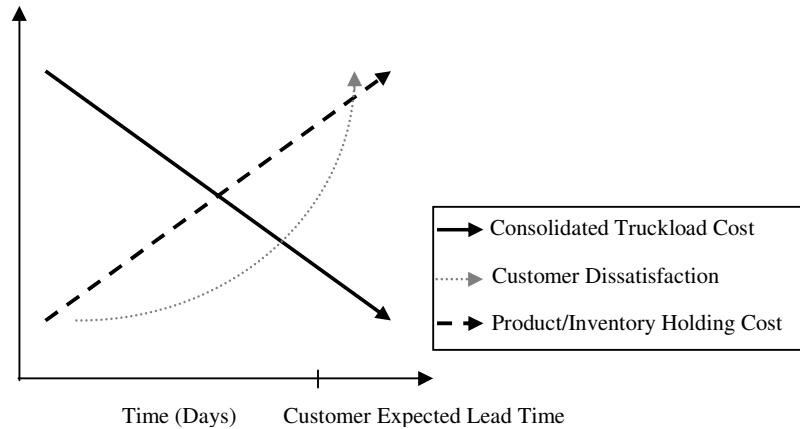 Consolidated Truckload Cost
Customer Dissatisfaction
Product/Inventory Holding Cost
Time (Days) Customer Expected Lead Time